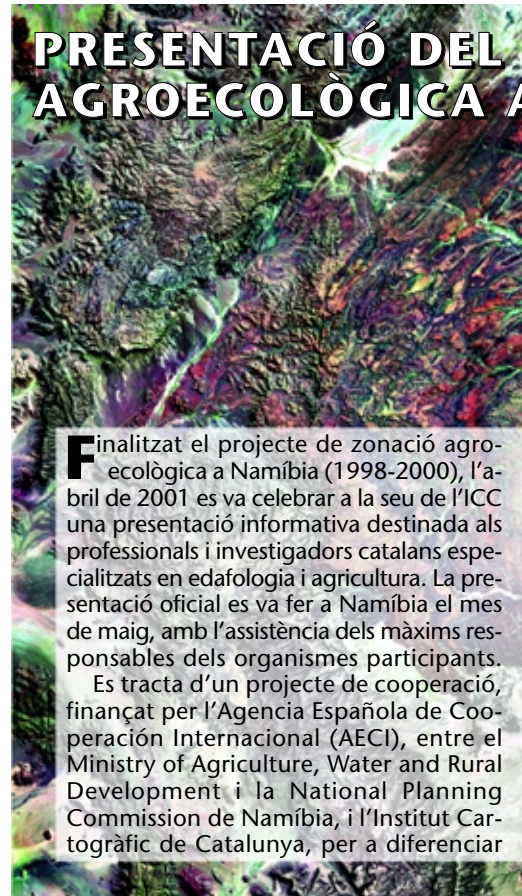 PRESENTACIÓ DEL
AGROECOLÒGICA A
Finalitzat el projecte de zonació agro-
ecològica a Namíbia (1998-2000), l’a-
bril de 2001 es va celebrar a la seu de l’ICC
una presentació informativa destinada als
professionals i investigadors catalans espe-
cialitzats en edafologia i agricultura. La pre-
sentació oficial es va fer a Namíbia el mes
de maig, amb l’assistència dels màxims res-
ponsables dels organismes participants.
Es tracta d’un projecte de cooperació,
finançat per l’Agencia Española de Coo-
peración Internacional (AECI), entre el
Ministry of Agriculture, Water and Rural
Development i la National Planning
Commission de Namíbia, i l’Institut Car-
togràfic de Catalunya, per a diferenciar